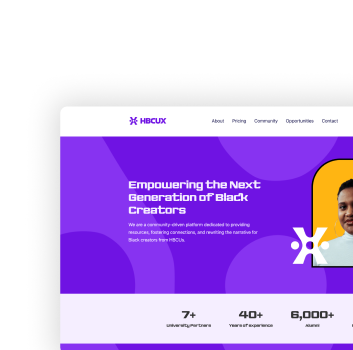 HBCUX
About Pricing Community Opportunities Contact
Empowering the Next
Generation of Black
Creators
We are a community-driven platform dedicated to providing
resources, fostering connections, and rewriting the narrative for
Black creators from HBCUs.
7+ 40+ 6,000+
University Partners Years of experience alumni